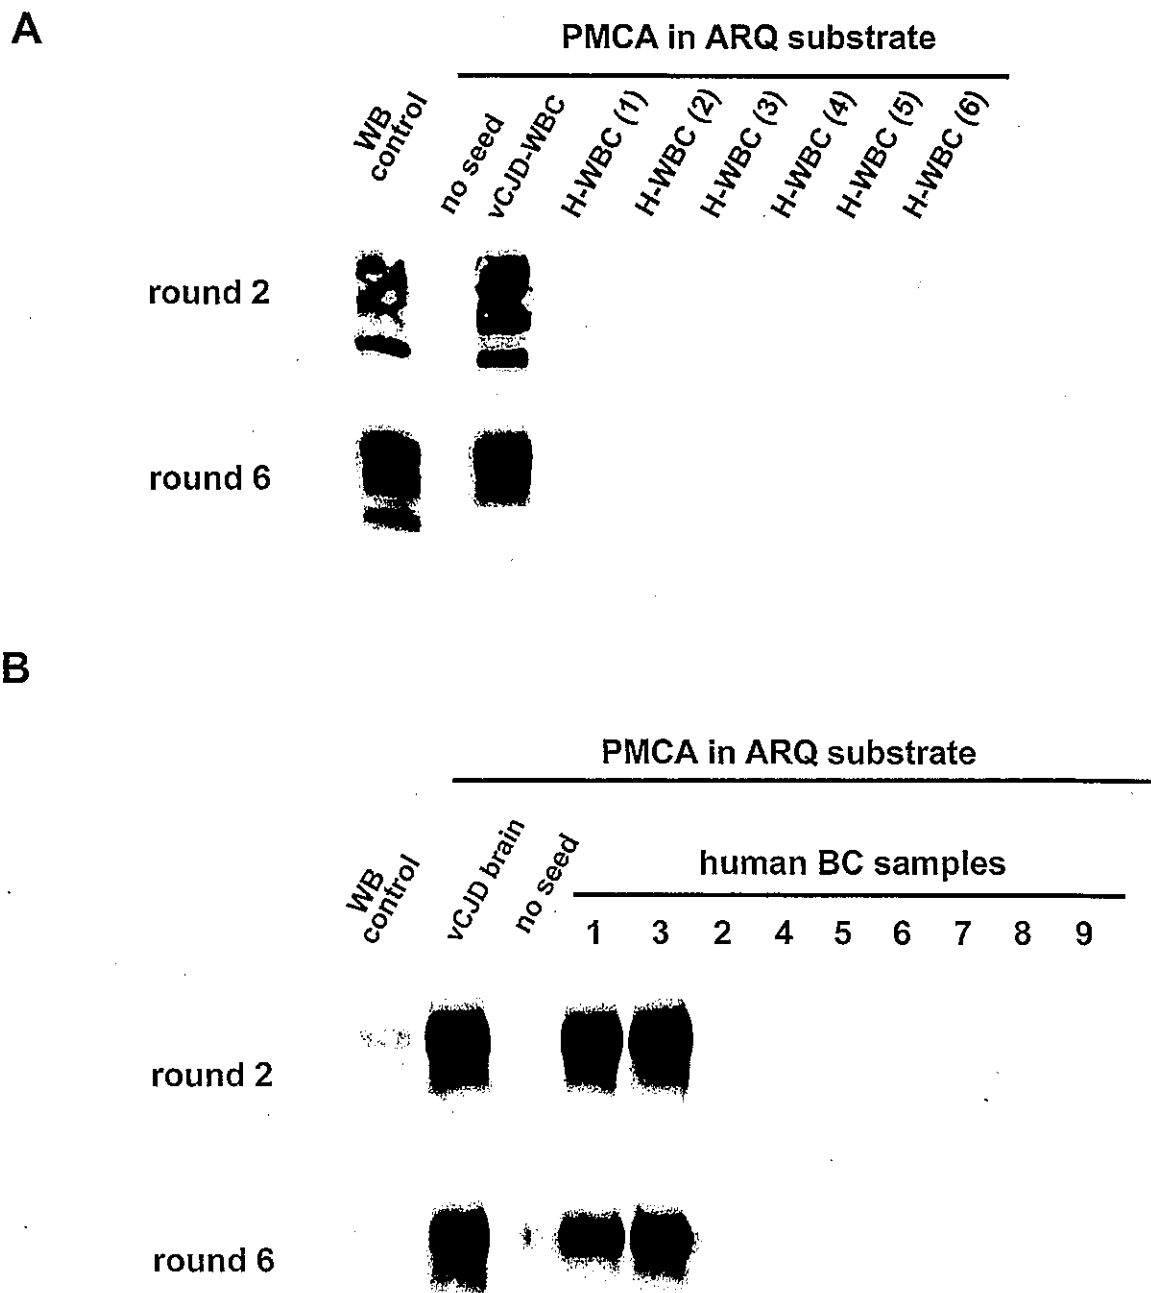 A
PMCA in ARQ substrate
WB
control
no seed
vCJD-WBC
H-WBC (1)
H-WBC (2)
H-WBC (3)
H-WBC (4)
H-WBC (5)
H-WBC (6)
round 2
round 6
B
PMCA in ARQ substrate
WB
control
vCJD brain
no seed
human BC samples
1 3 2 4 5 6 7 8 9
round 2
round 6